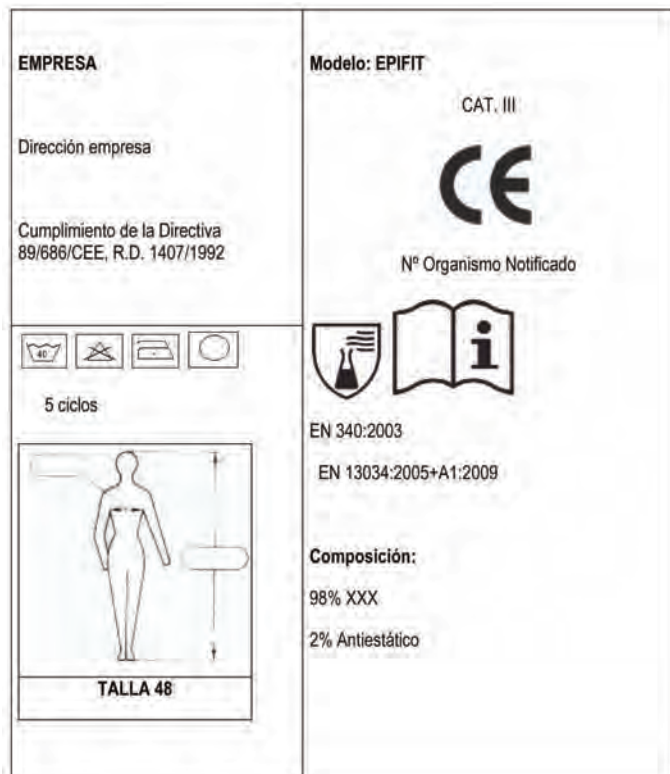 EMPRESA
Dirección empresa
Cumplimiento de la Directiva
89/686/CEE, R.D. 1407/1992
40
5 ciclos
TALLA 48
Modelo: EPIFIT
CAT. III
CE
Nº Organismo Notificado
i
EN 340:2003
EN 13034:2005+A1:2009
Composición:
98% XXX
2% Antiestático